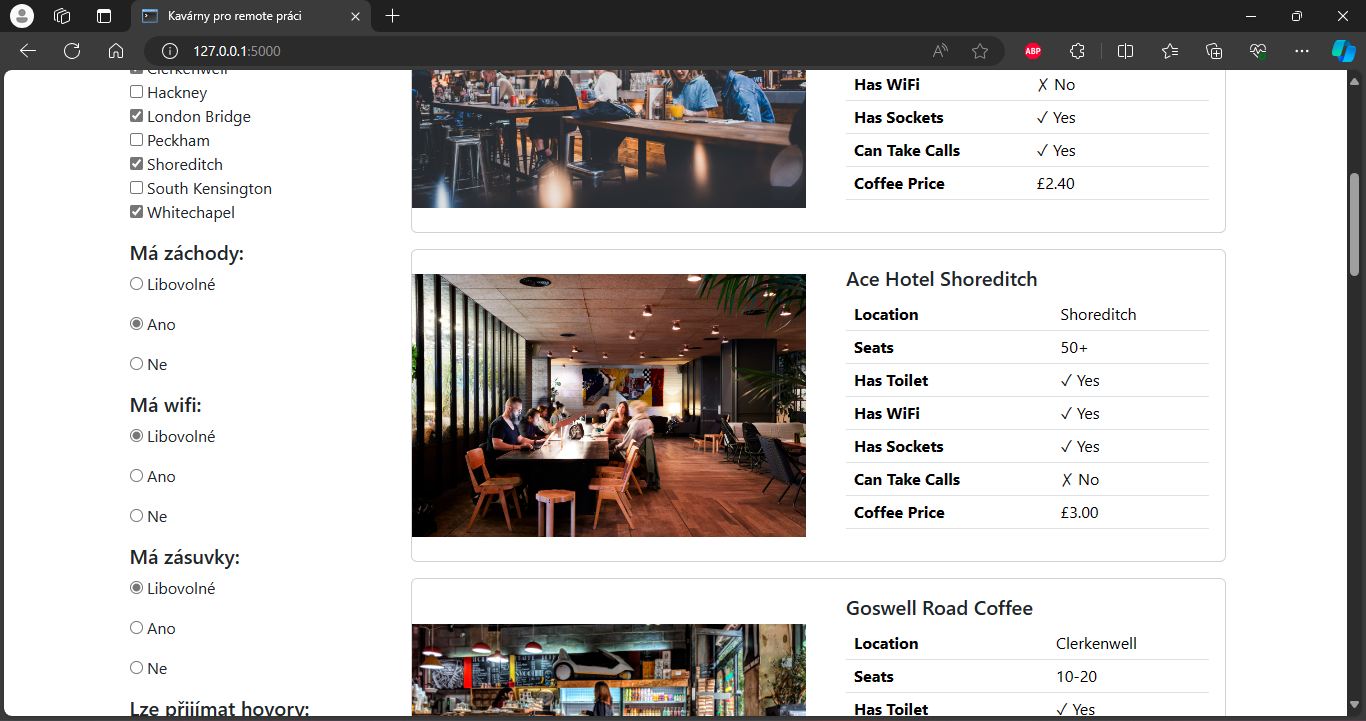 Kavárny pro remote práci
127.0.0.1:5000
ABP
Clerkenwell
Hackney
London Bridge
Peckham
Shoreditch
South Kensington
Whitechapel
Má záchody:
Libovolné
Ano
Ne
Má wifi:
Libovolné
Ano
Ne
Má zásuvky:
Libovolné
Ano
Ne
Lze přijímat hovory:
Has WiFi ✗ No
Has Sockets ✓ Yes
Can Take Calls ✓ Yes
Coffee Price £2.40
Ace Hotel Shoreditch
Location Shoreditch
Seats 50+
Has Toilet ✓ Yes
Has WiFi ✓ Yes
Has Sockets ✓ Yes
Can Take Calls ✗ No
Coffee Price £3.00
Goswell Road Coffee
Location Clerkenwell
Seats 10-20
Has Toilet ✓ Yes